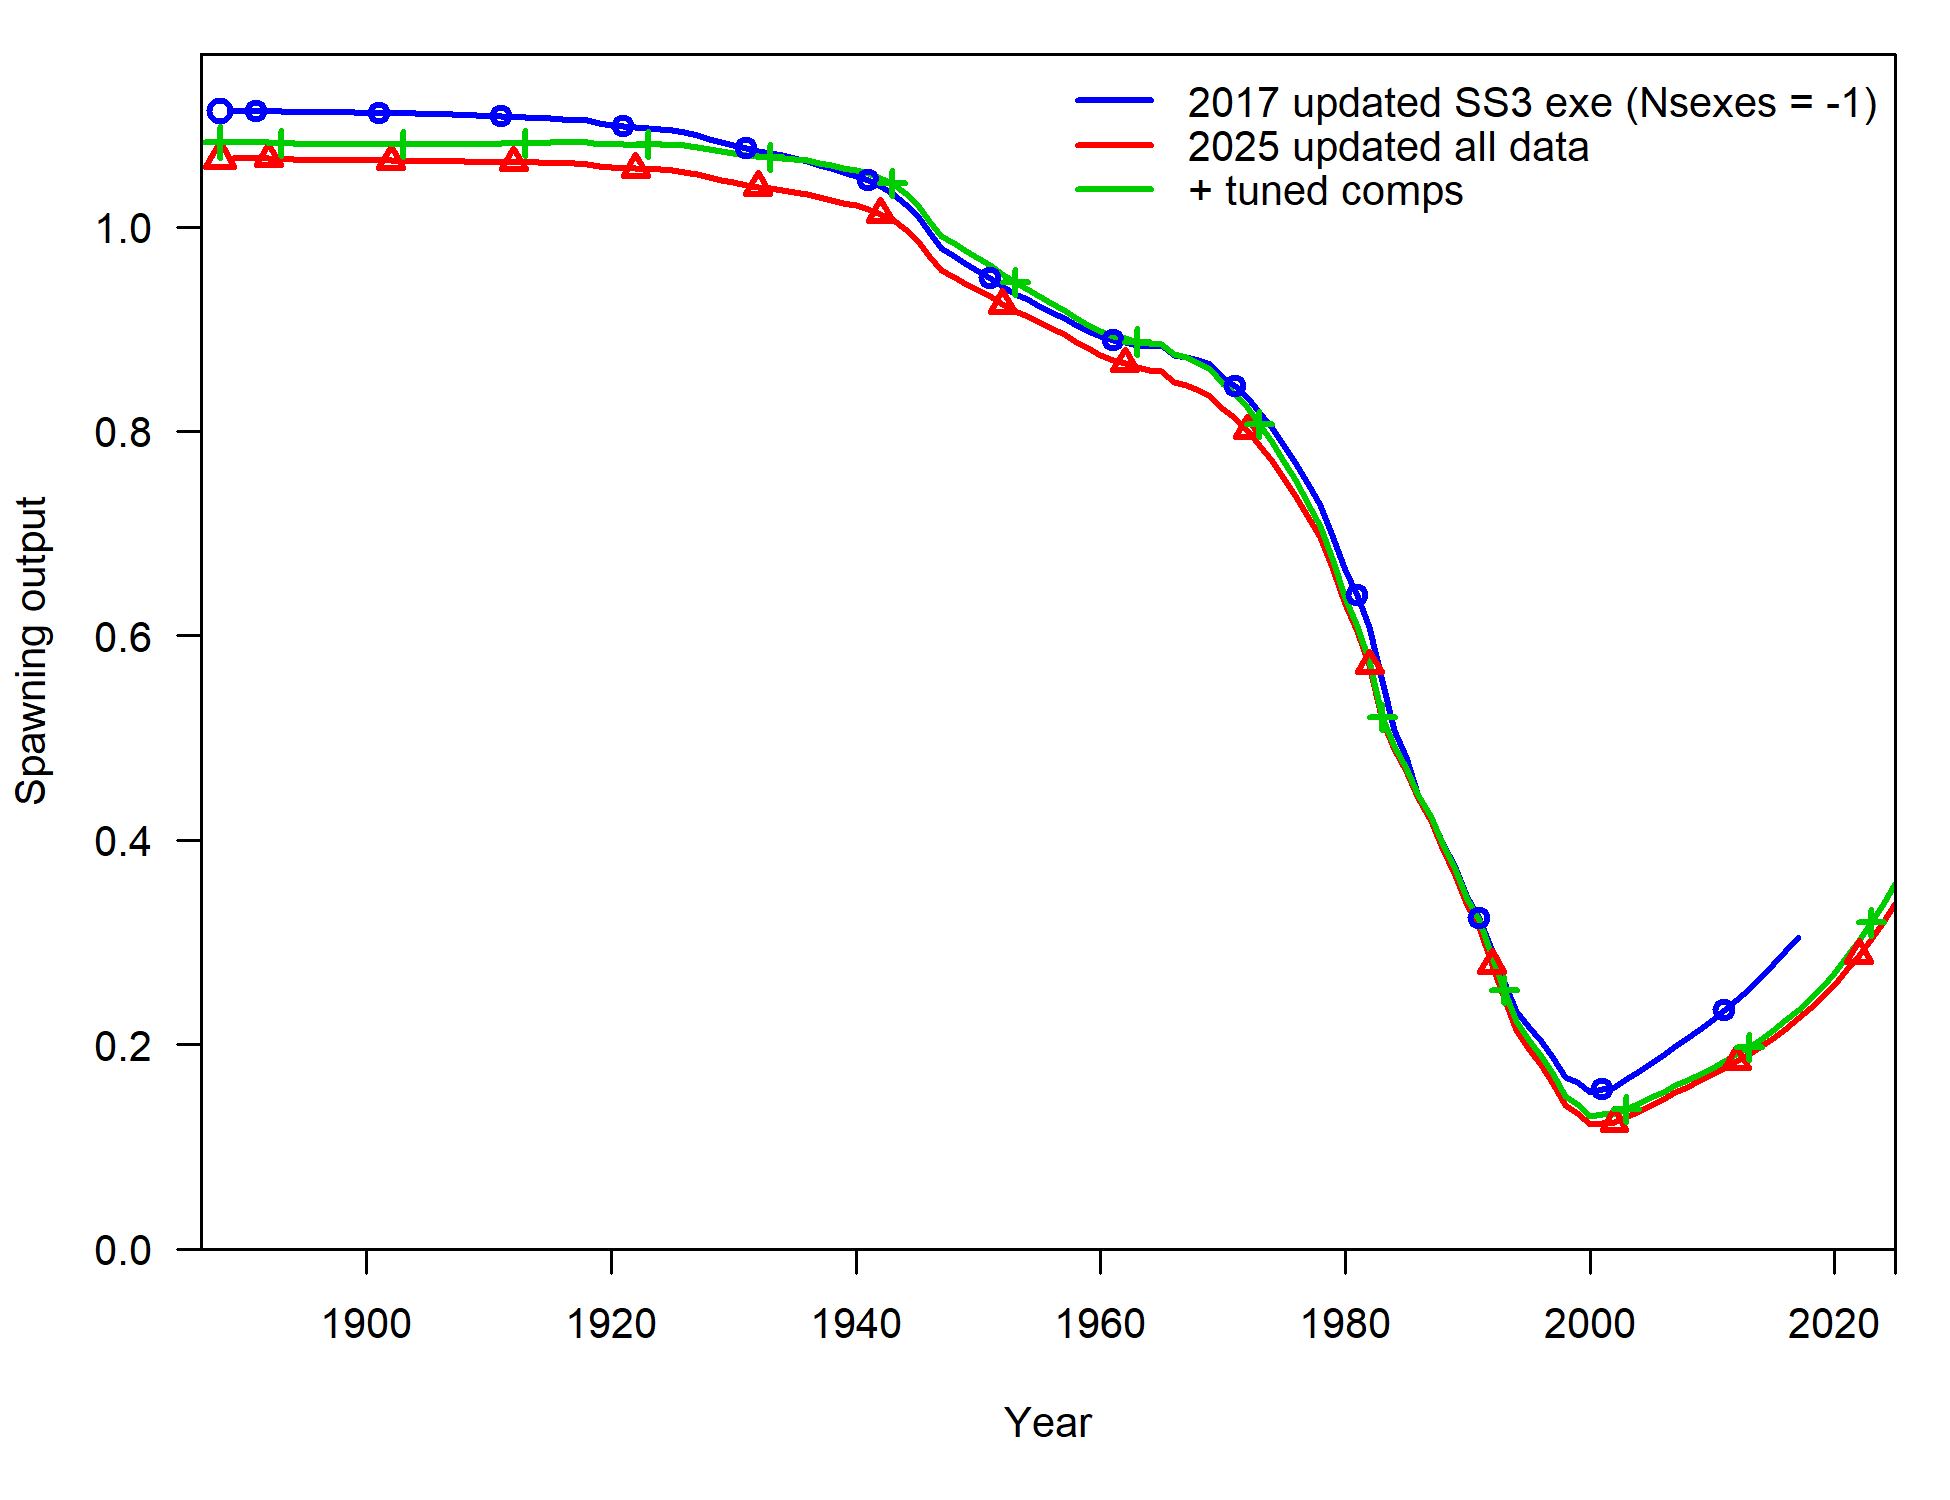 2017 updated SS3 exe (Nsexes = -1)
2025 updated all data
+ tuned comps
1.0
0.8
0.6
0.4
0.2
0.0
Spawning output
1900 1920 1940 1960 1980 2000 2020
Year